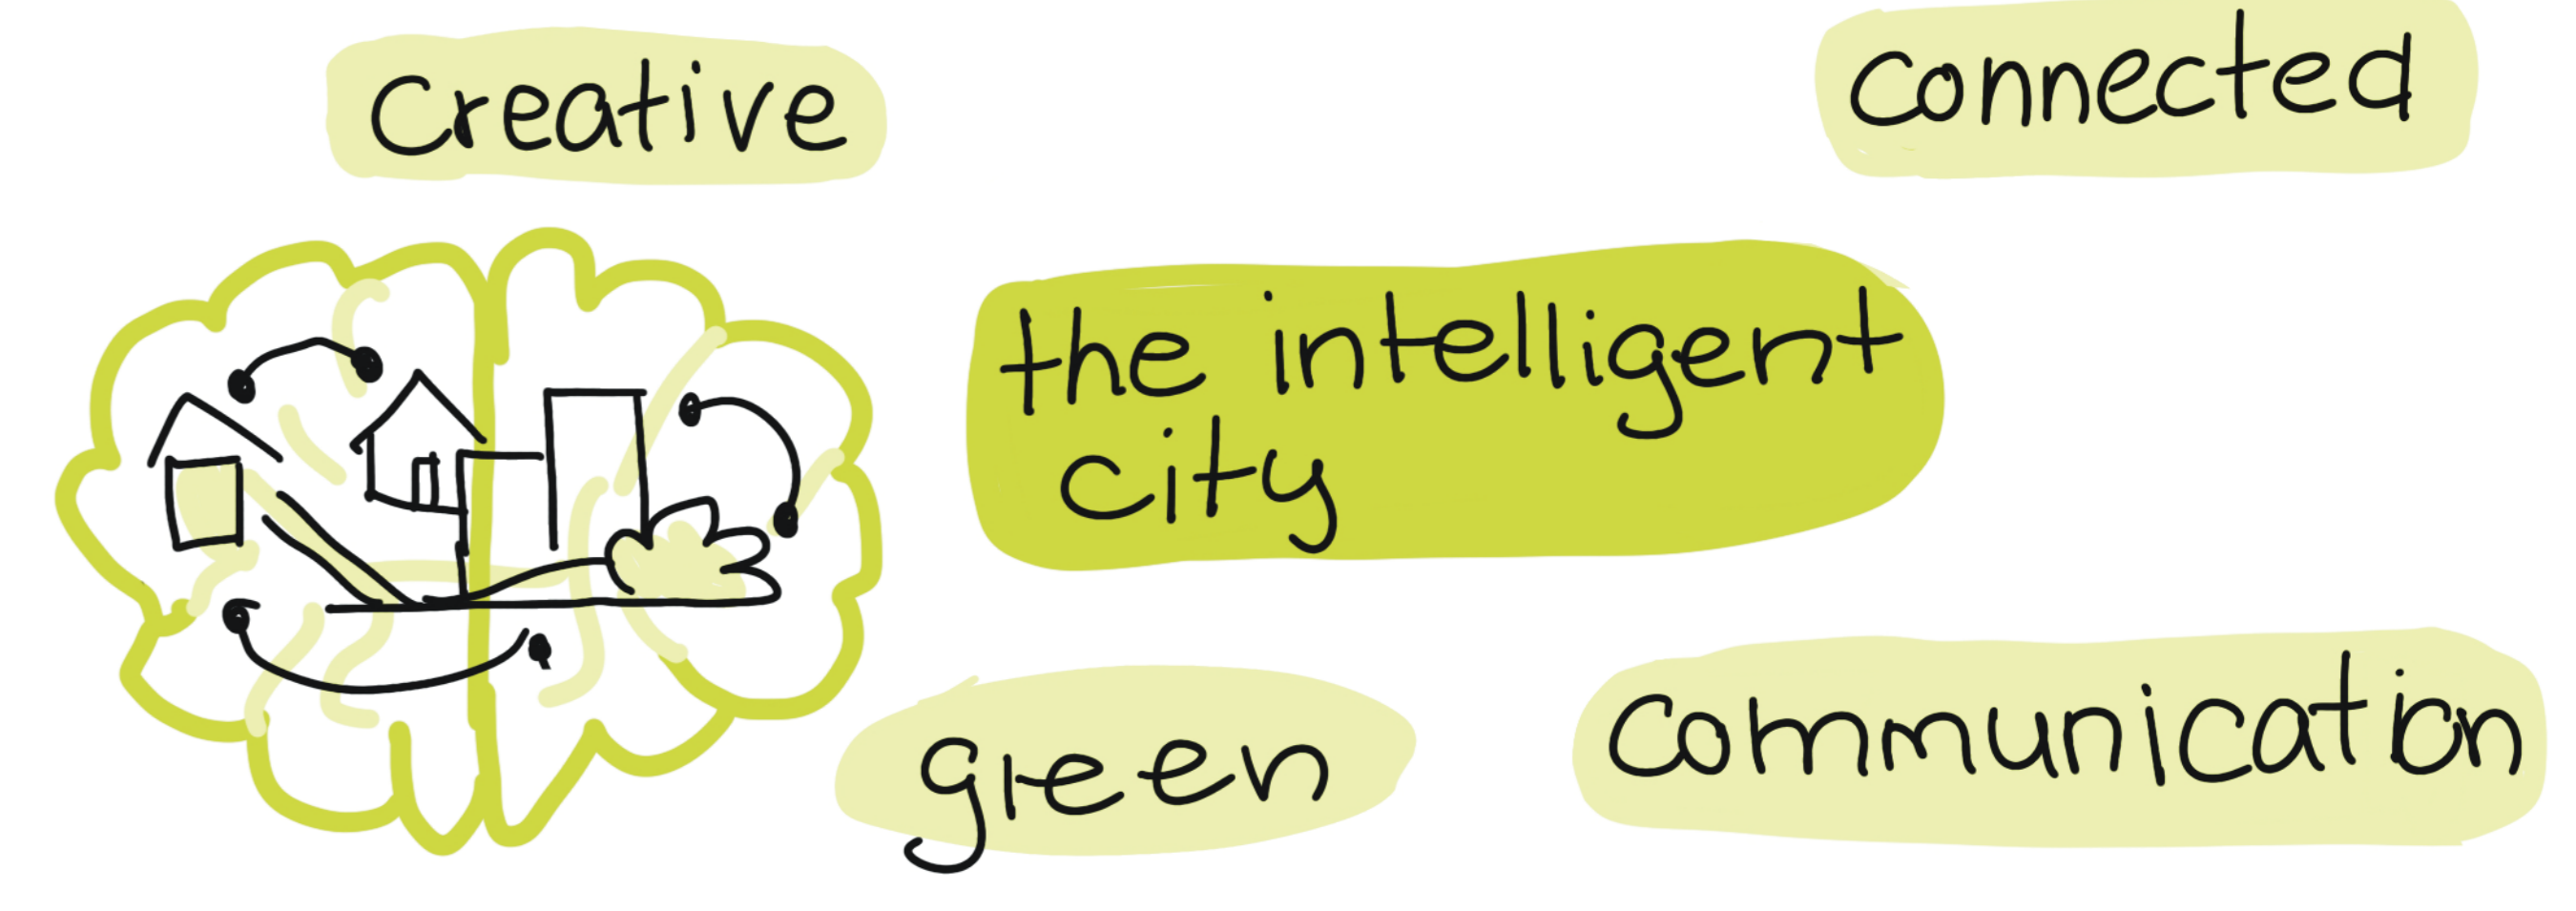 Creative
connected
the intelligent
city
green
communication